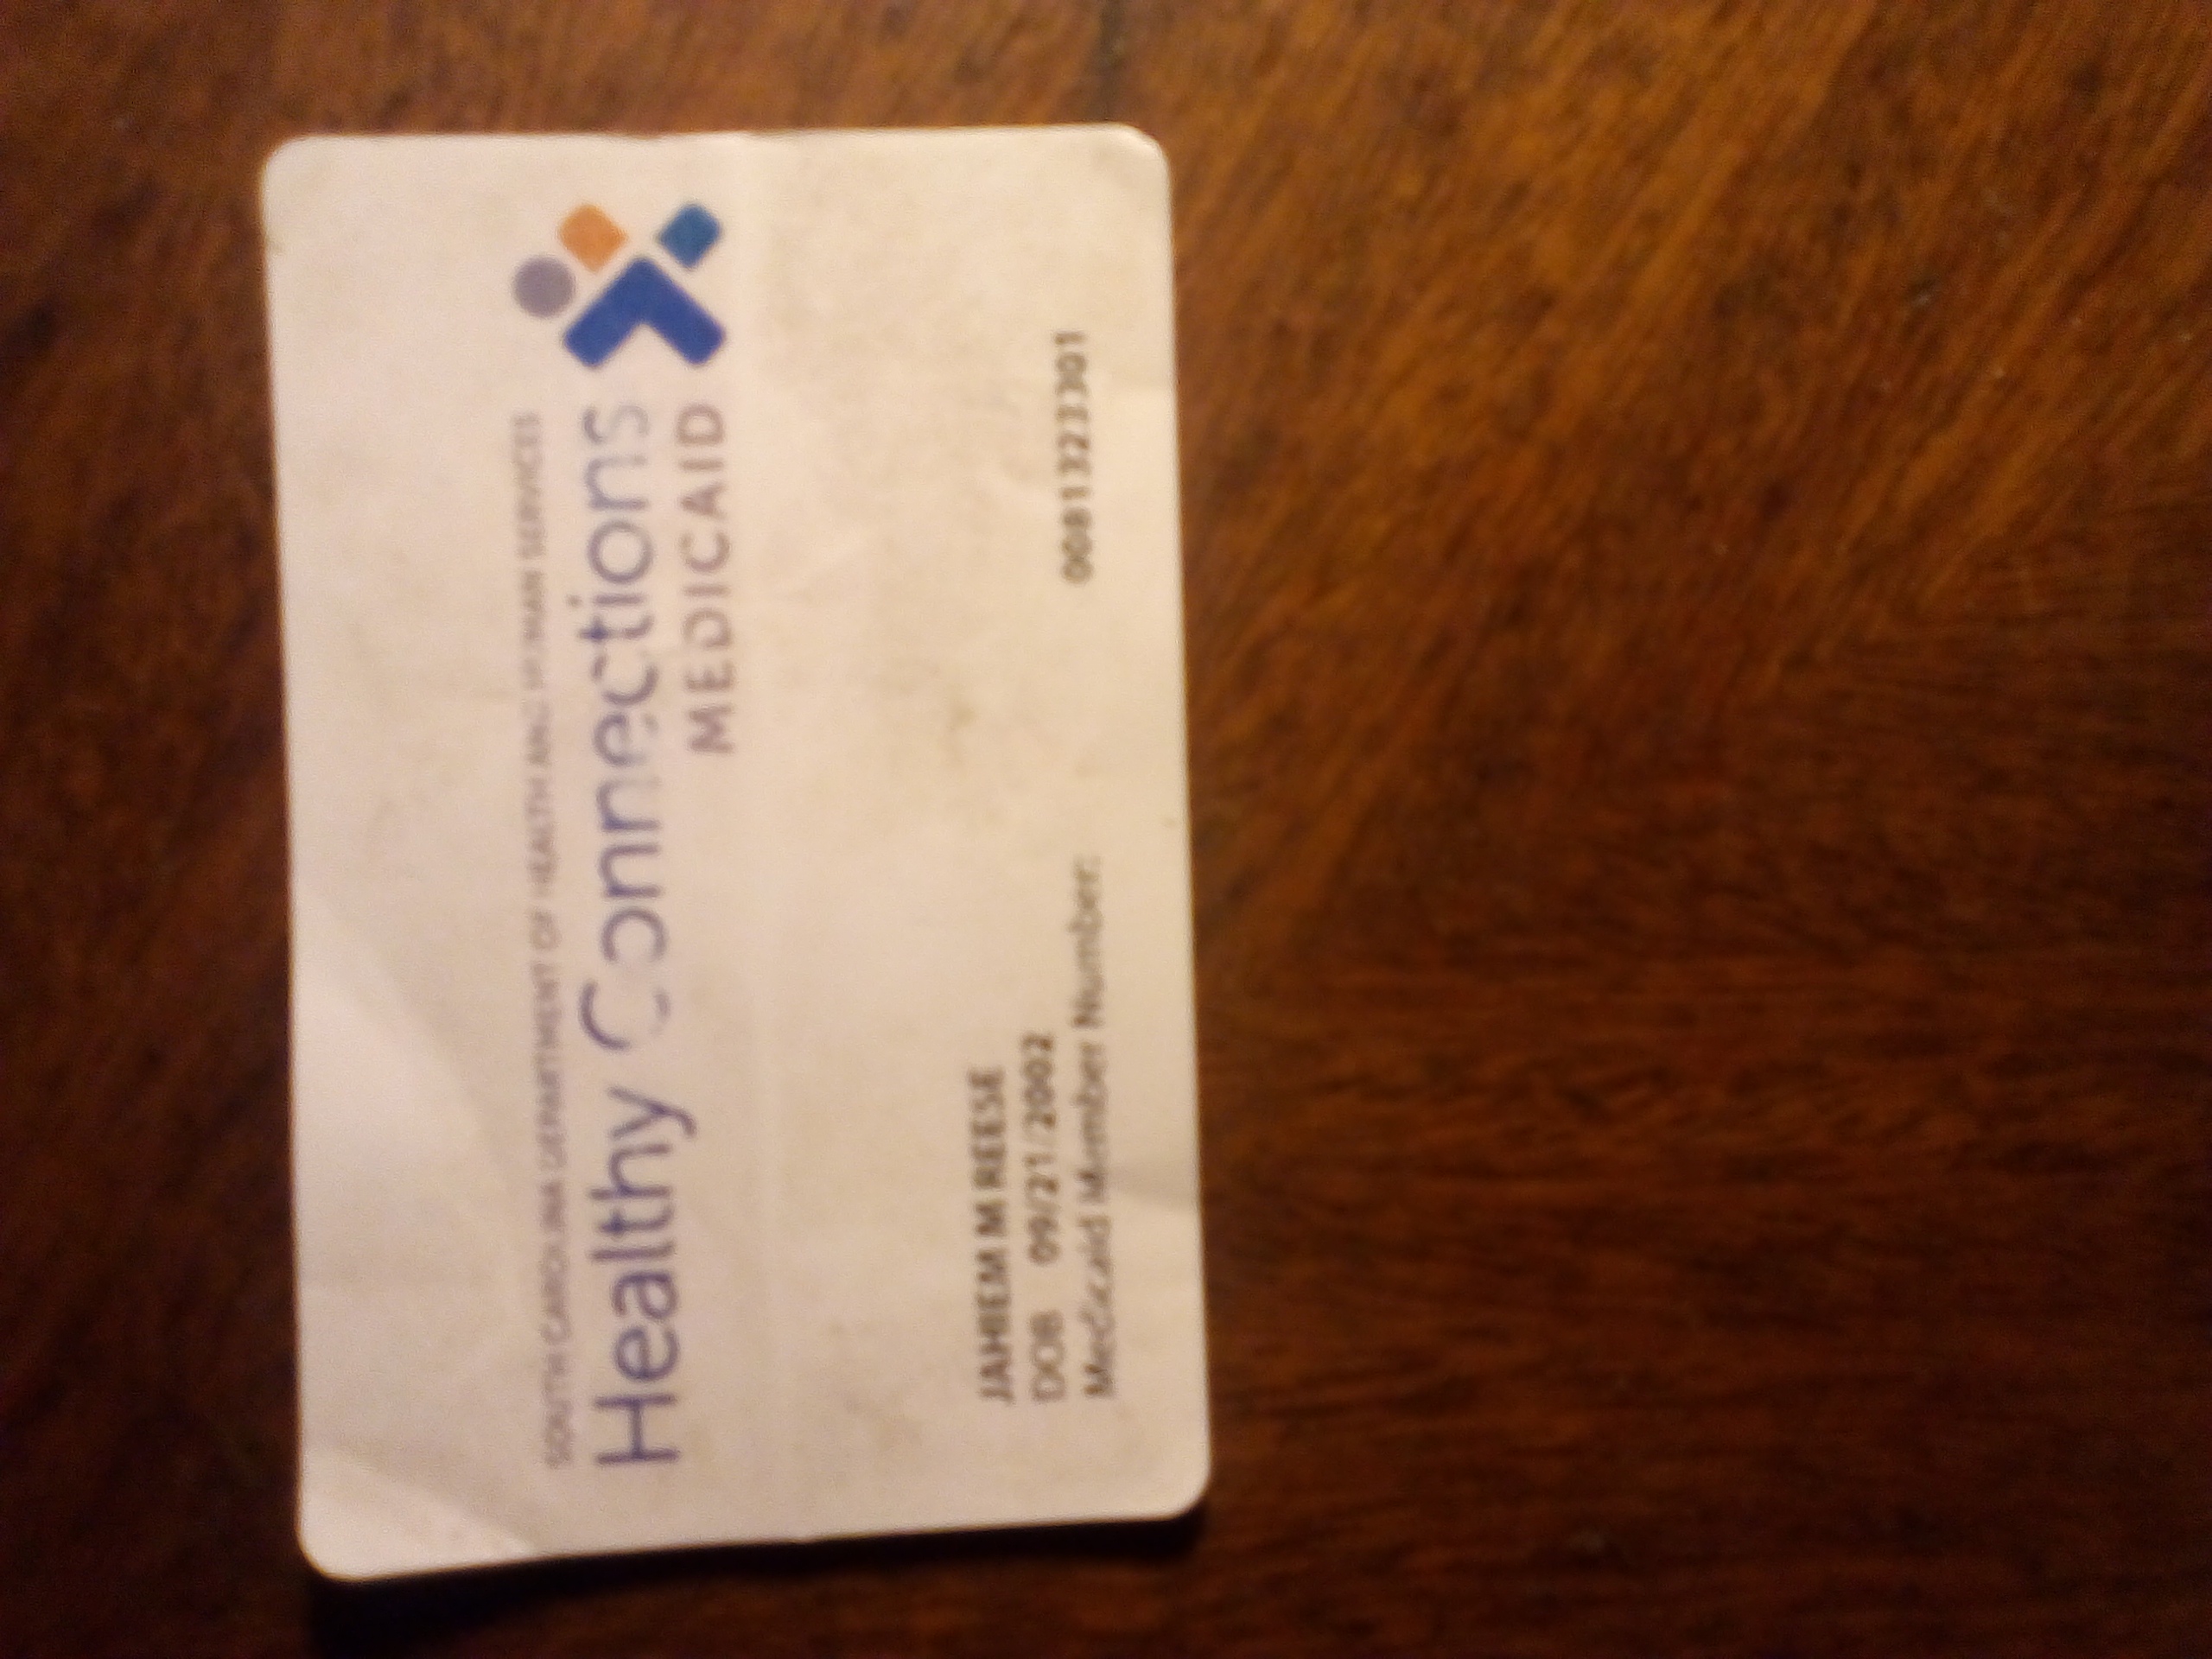 SOUTH CAROLINA DEPARTMENT OF HEALTH AND HUMAN SERVICES
Healthy Connections
MEDICAID
JAHIEM M REESE
DOB 09/21/2002
Medicaid Member Number: 0081323301